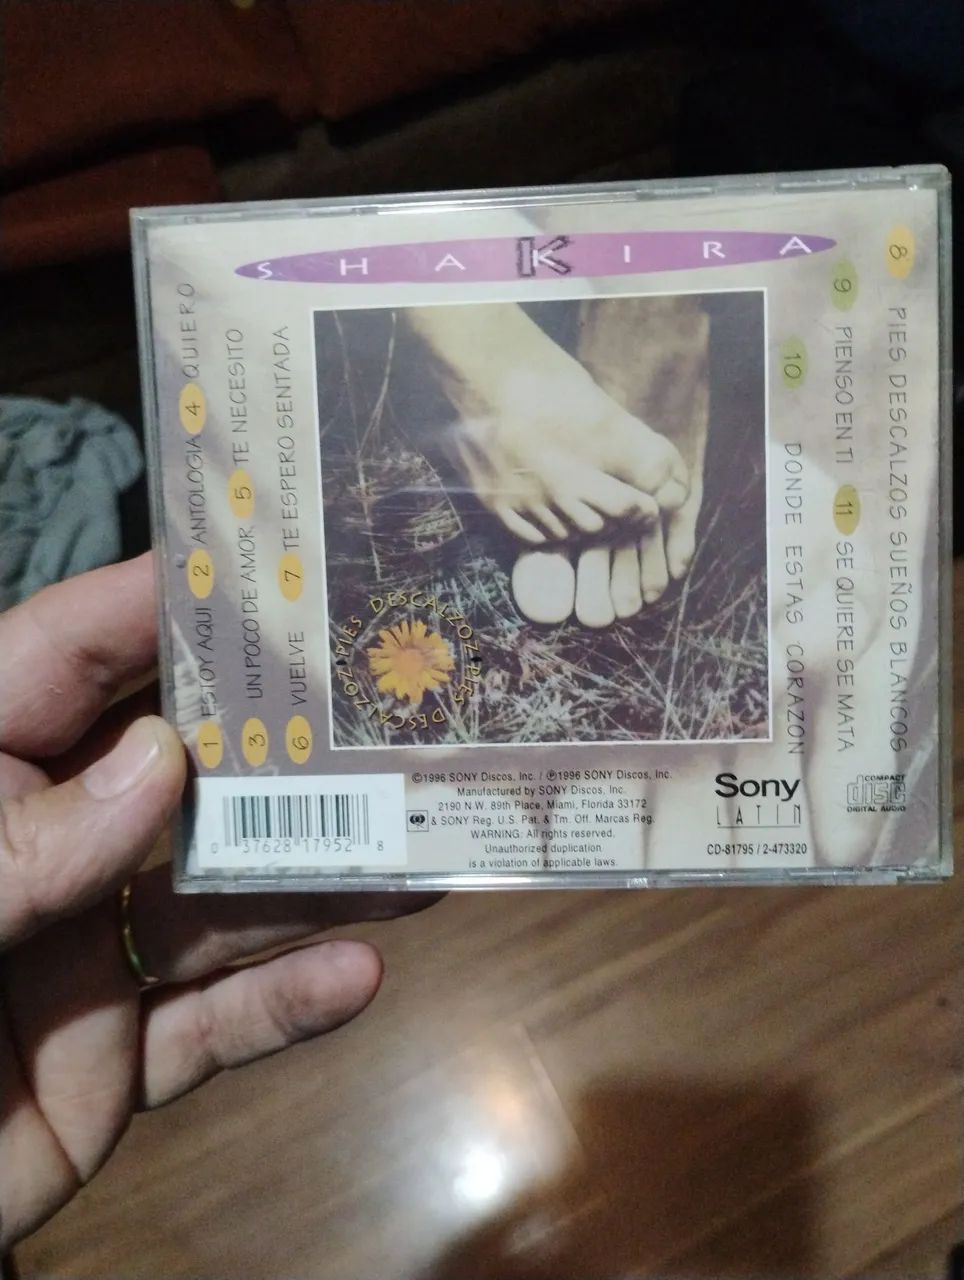 SHAKIRA
1 ESTOY AQUI 2 ANTOLOGIA 4 QUIERO
3 UN POCO DE AMOR 5 TE NECESITO
6 VUELVE 7 TE ESPERO SENTADA
8 PIES DESCALZOS SUEÑOS BLANCOS
9 PIENSO EN TI 11 SE QUIERE SE MATA
10 DONDE ESTAS CORAZON
PIES DESCALZOZ PIES DESCALZOZ
0 37628 17952 8
©1996 SONY Discos, Inc. / ℗1996 SONY Discos, Inc.
Manufactured by SONY Discos, Inc.
2190 N.W. 89th Place, Miami, Florida 33172
& SONY Reg. U.S. Pat. & Tm. Off. Marcas Reg.
WARNING: All rights reserved.
Unauthorized duplication
is a violation of applicable laws.
Sony
LATIN
CD-81795 / 2-473320
COMPACT
disc
DIGITAL AUDIO